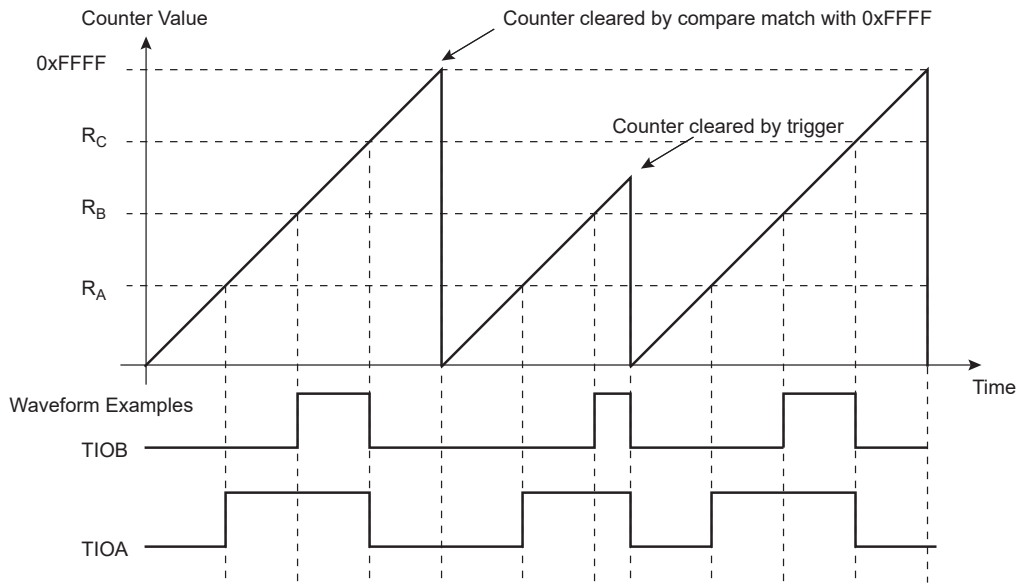 Counter Value
Counter cleared by compare match with 0xFFFF
0xFFFF
Counter cleared by trigger
RC
RB
RA
Time
Waveform Examples
TIOB
TIOA